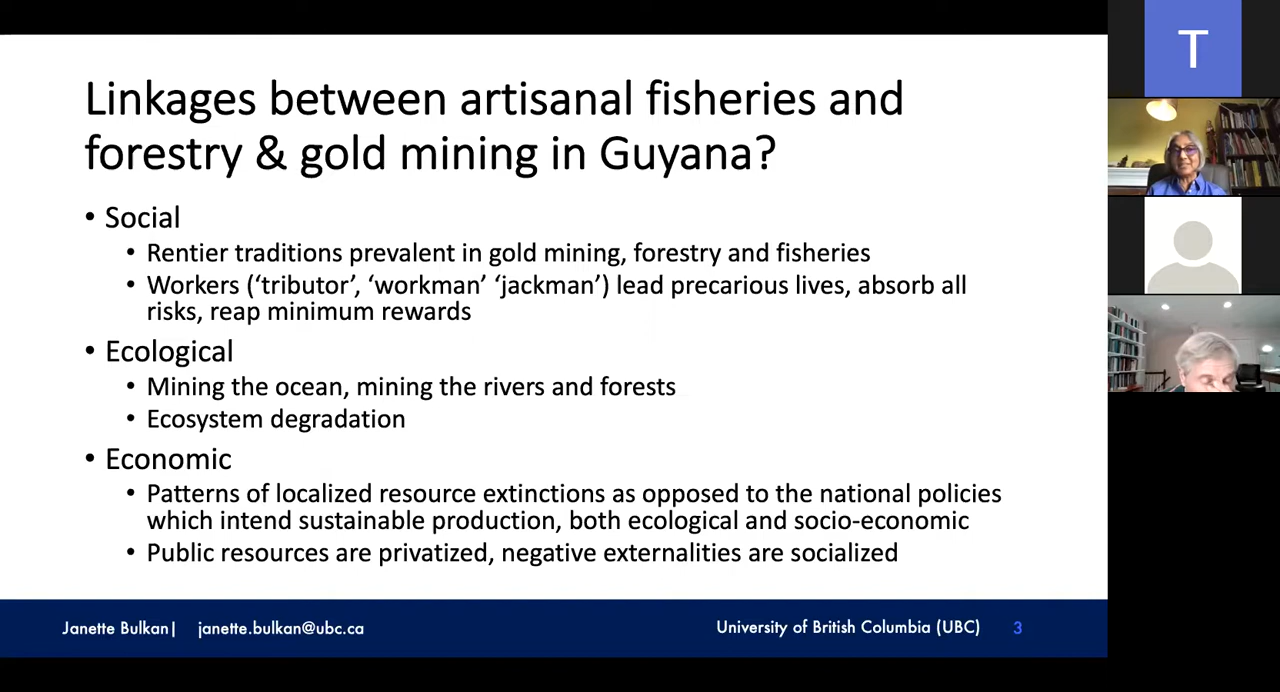 Linkages between artisanal fisheries and
forestry & gold mining in Guyana?
• Social
• Rentier traditions prevalent in gold mining, forestry and fisheries
• Workers (‘tributor’, ‘workman’ ‘jackman’) lead precarious lives, absorb all
risks, reap minimum rewards
• Ecological
• Mining the ocean, mining the rivers and forests
• Ecosystem degradation
• Economic
• Patterns of localized resource extinctions as opposed to the national policies
which intend sustainable production, both ecological and socio-economic
• Public resources are privatized, negative externalities are socialized
Janette Bulkan| janette.bulkan@ubc.ca
University of British Columbia (UBC) 3
T